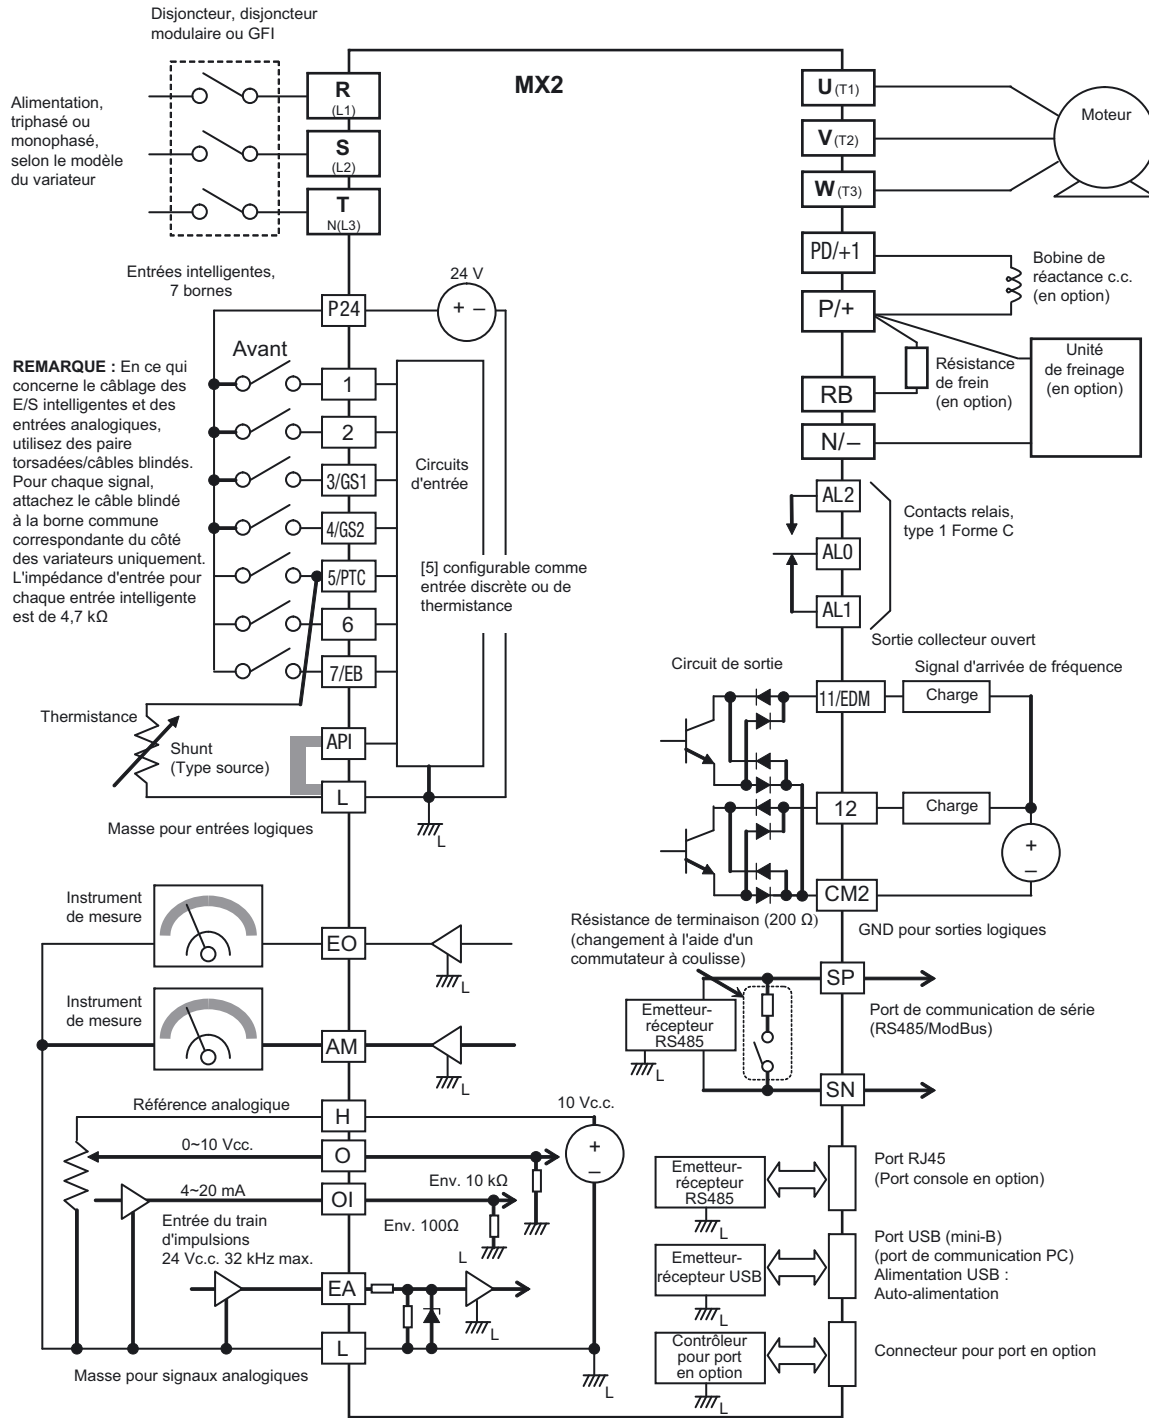 Disjoncteur, disjoncteur
modulaire ou GFI
MX2
Alimentation,
triphasé ou
monophasé,
selon le modèle
du variateur
R
(L1)
S
(L2)
T
N(L3)
U (T1)
V (T2)
W (T3)
Moteur
PD/+1
P/+
RB
N/–
Bobine de
réactance c.c.
(en option)
Résistance
de frein
(en option)
Unité
de freinage
(en option)
Entrées intelligentes,
7 bornes
24 V
+ –
P24
Avant
REMARQUE : En ce qui
concerne le câblage des
E/S intelligentes et des
entrées analogiques,
utilisez des paire
torsadées/câbles blindés.
Pour chaque signal,
attachez le câble blindé
à la borne commune
correspondante du côté
des variateurs uniquement.
L'impédance d'entrée pour
chaque entrée intelligente
est de 4,7 kΩ
1
2
3/GS1
4/GS2
5/PTC
6
7/EB
API
L
Circuits
d'entrée
[5] configurable comme
entrée discrète ou de
thermistance
AL2
AL0
AL1
Contacts relais,
type 1 Forme C
Sortie collecteur ouvert
Circuit de sortie
Signal d'arrivée de fréquence
11/EDM
Charge
12
Charge
+
–
CM2
GND pour sorties logiques
Thermistance
Shunt
(Type source)
L
Masse pour entrées logiques
Instrument
de mesure
EO
L
Instrument
de mesure
AM
L
Résistance de terminaison (200 Ω)
(changement à l'aide d'un
commutateur à coulisse)
Emetteur-
récepteur
RS485
L
SP
SN
Port de communication de série
(RS485/ModBus)
Référence analogique
H
10 Vc.c.
+
–
0~10 Vcc.
O
4~20 mA
OI
Env. 10 kΩ
Env. 100Ω
Entrée du train
d'impulsions
24 Vc.c. 32 kHz max.
EA
L
L
L
L
Masse pour signaux analogiques
Emetteur-
récepteur
RS485
L
Port RJ45
(Port console en option)
Emetteur-
récepteur USB
L
Port USB (mini-B)
(port de communication PC)
Alimentation USB :
Auto-alimentation
Contrôleur
pour port
en option
L
Connecteur pour port en option